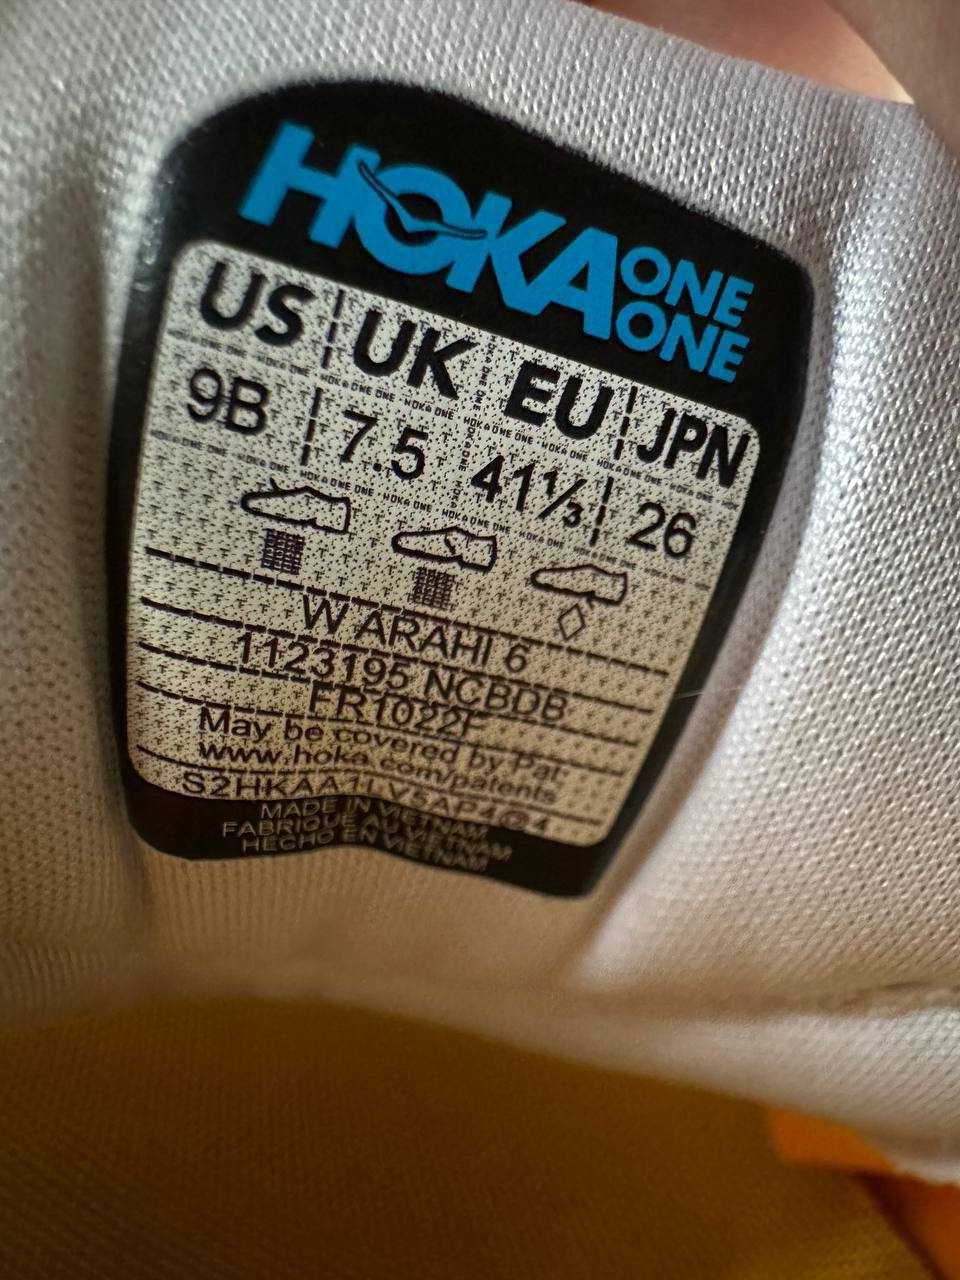 HOKA ONE ONE
US UK EU JPN
9B 7.5 41⅓ 26
W ARAHI 6
1123195 NCBDB
FR1022F
May be covered by Pat:
www.hoka.com/patents
MADE IN VIETNAM
FABRIQUÉ AU VIETNAM
HECHO EN VIETNAM